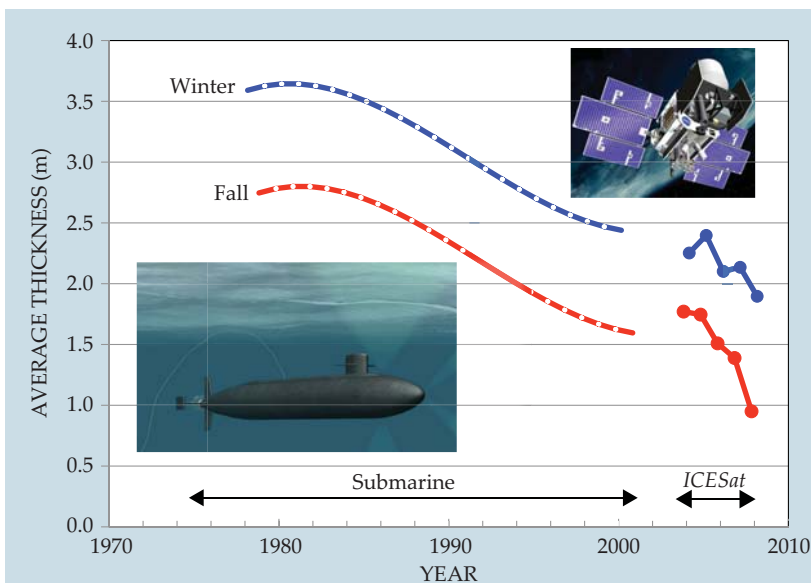 4.0
3.5
3.0
2.5
2.0
1.5
1.0
0.5
0.0
AVERAGE THICKNESS (m)
Winter
Fall
Submarine
ICESat
1970
1980
1990
2000
2010
YEAR